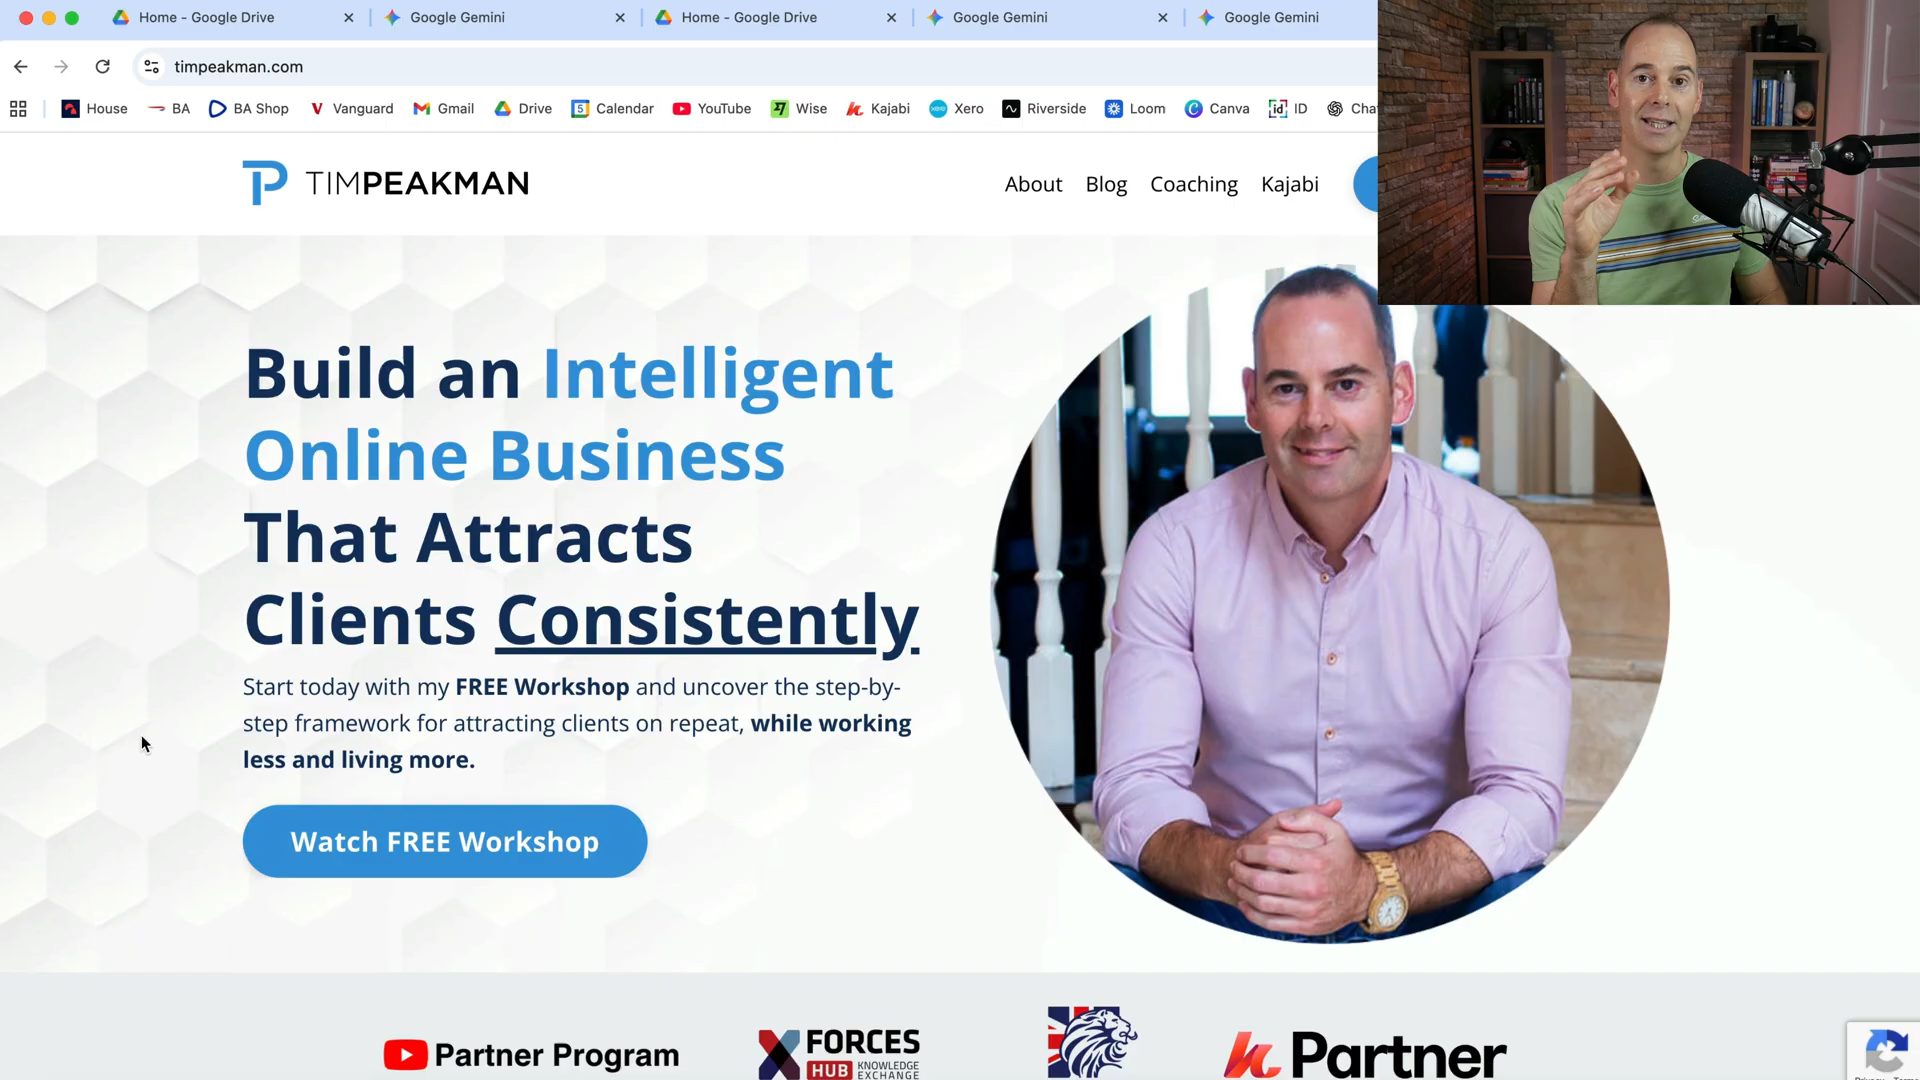 Home - Google Drive
Google Gemini
Home - Google Drive
Google Gemini
Google Gemini
timpeakman.com
House
BA
BA Shop
Vanguard
Gmail
Drive
Calendar
YouTube
Wise
Kajabi
Xero
Riverside
Loom
Canva
ID
Cha
TIMPEAKMAN
About
Blog
Coaching
Kajabi
Build an Intelligent
Online Business
That Attracts
Clients Consistently
Start today with my FREE Workshop and uncover the step-by-
step framework for attracting clients on repeat, while working
less and living more.
Watch FREE Workshop
Partner Program
FORCES
HUB KNOWLEDGE
EXCHANGE
Partner